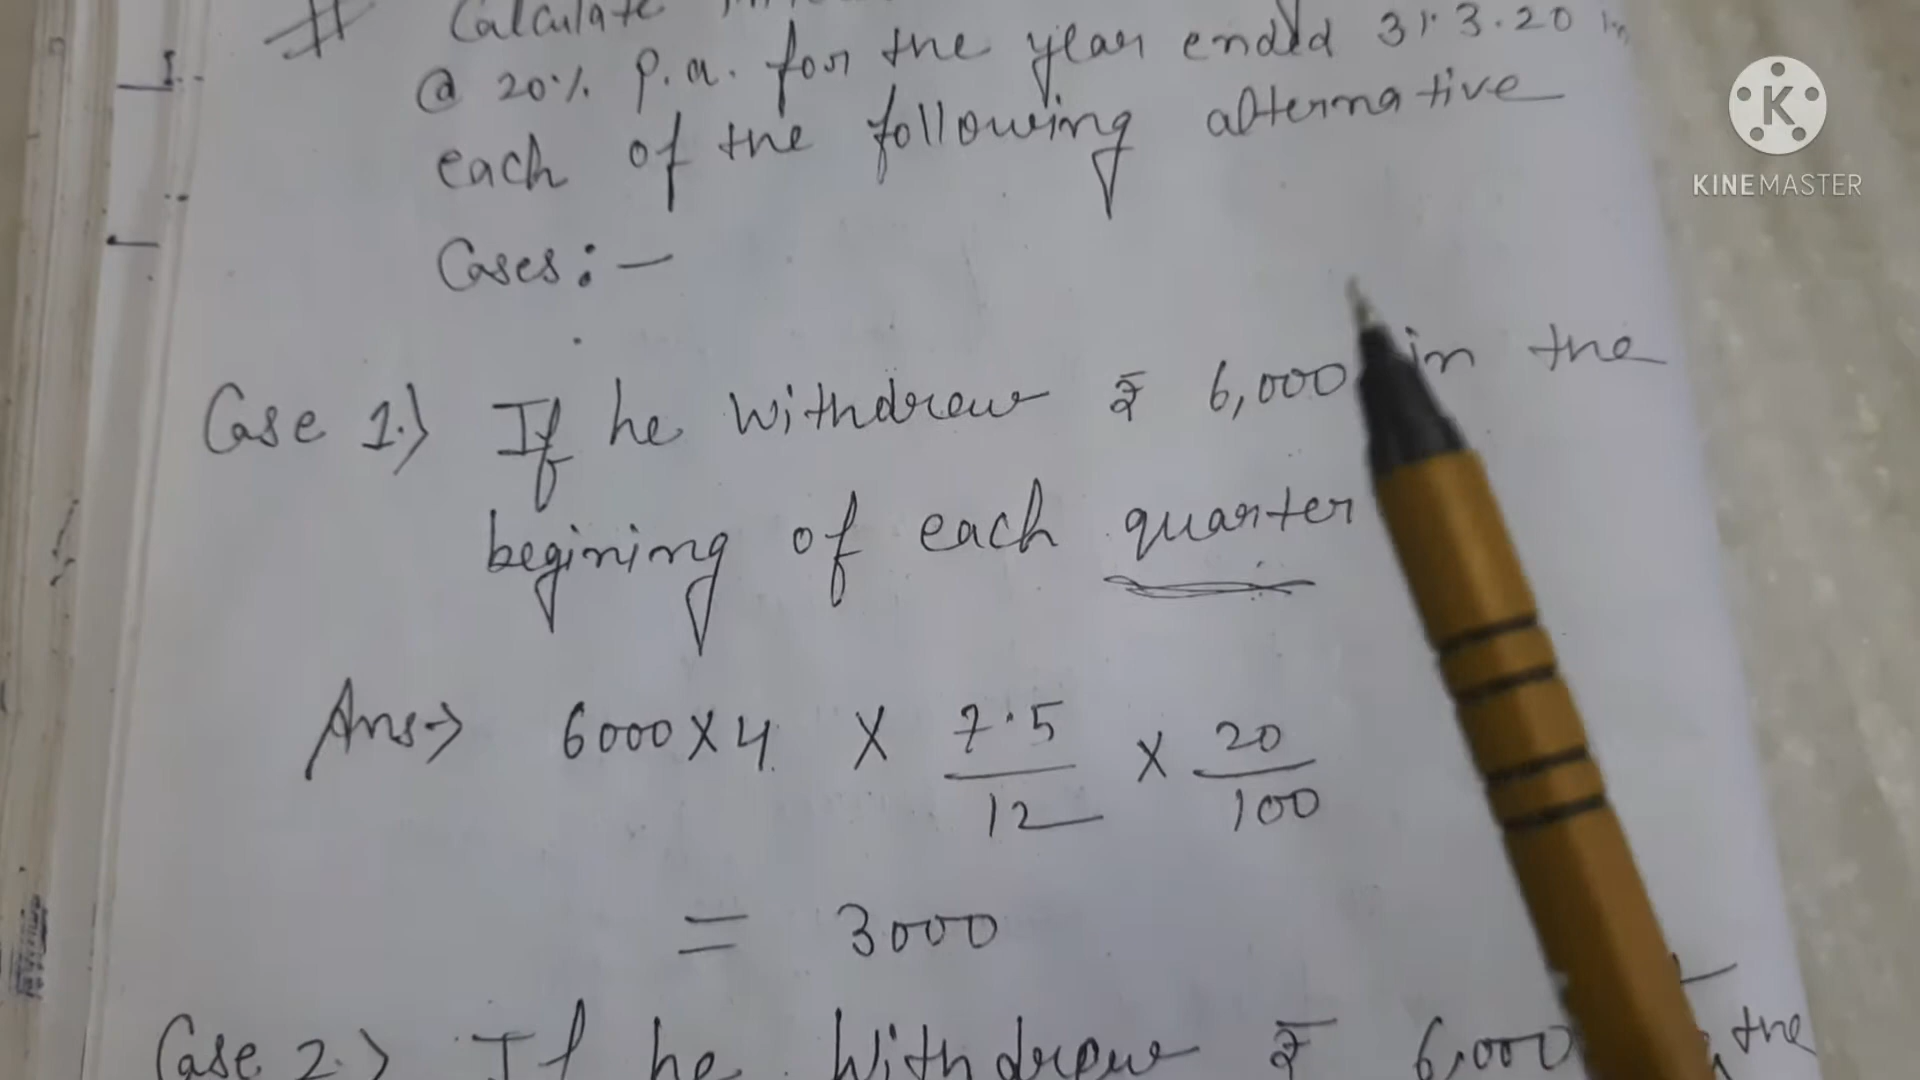 # Calculate
@ 20% p.a. for the year ended 31.3.20 in
each of the following alternative
Cases:-
Case 1.) If he withdrew ₹ 6,000 in the
begining of each quarter
Ans→ 6000 X 4 X 7.5/12 X 20/100
= 3000
Case 2.) If he withdrew ₹ 6,000 the
K
KINEMASTER